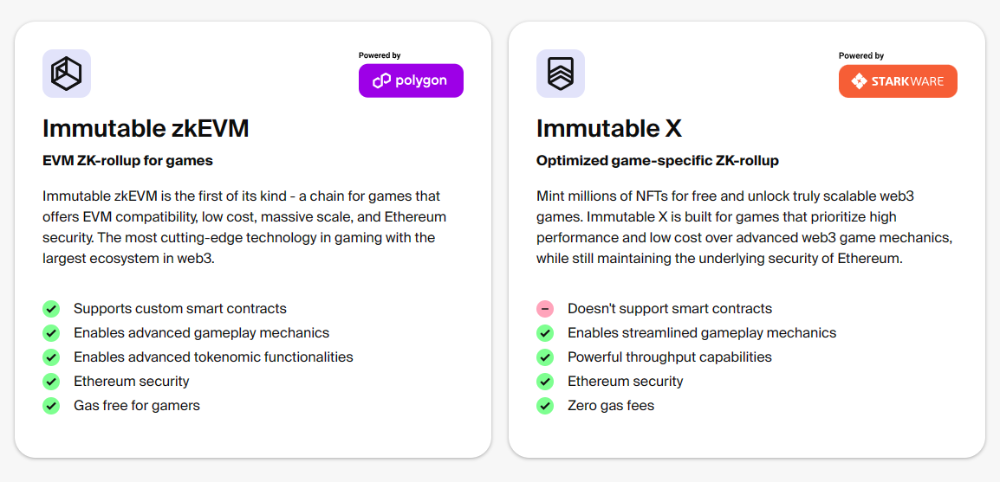 Powered by
polygon
Immutable zkEVM
EVM ZK-rollup for games
Immutable zkEVM is the first of its kind - a chain for games that
offers EVM compatibility, low cost, massive scale, and Ethereum
security. The most cutting-edge technology in gaming with the
largest ecosystem in web3.
Supports custom smart contracts
Enables advanced gameplay mechanics
Enables advanced tokenomic functionalities
Ethereum security
Gas free for gamers
Powered by
STARKWARE
Immutable X
Optimized game-specific ZK-rollup
Mint millions of NFTs for free and unlock truly scalable web3
games. Immutable X is built for games that prioritize high
performance and low cost over advanced web3 game mechanics,
while still maintaining the underlying security of Ethereum.
Doesn't support smart contracts
Enables streamlined gameplay mechanics
Powerful throughput capabilities
Ethereum security
Zero gas fees